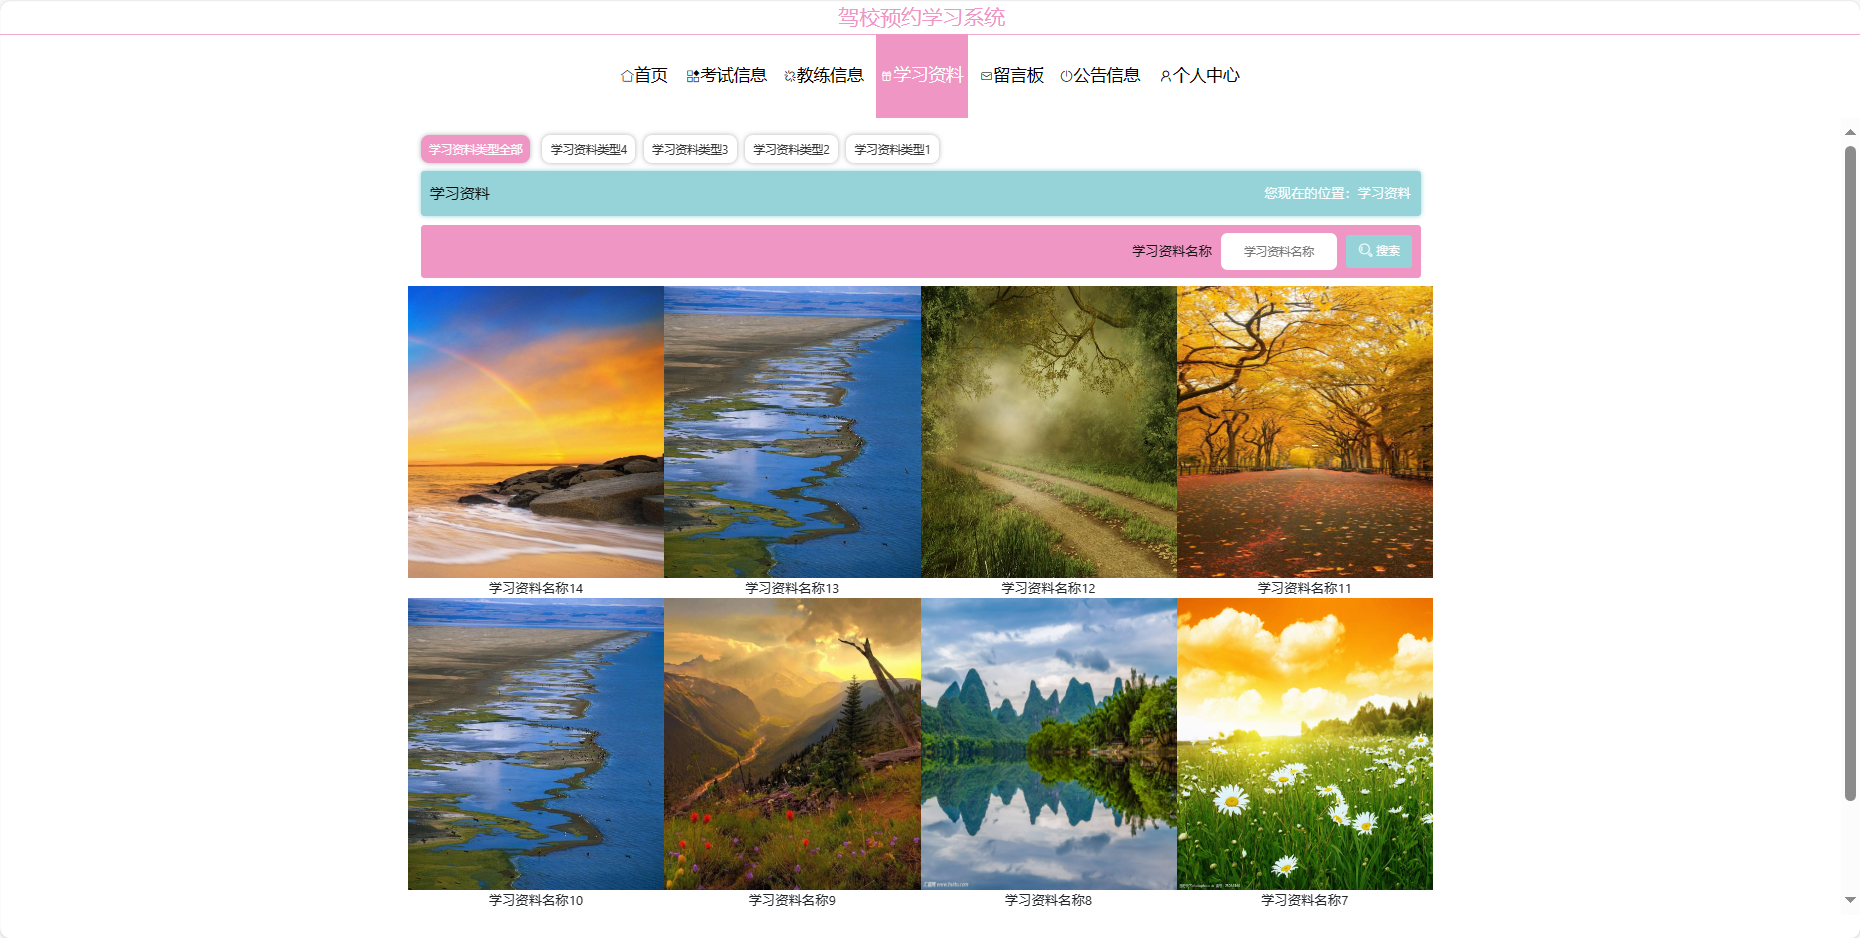 驾校预约学习系统
首页 考试信息 教练信息 学习资料 留言板 公告信息 个人中心
学习资料类型全部 学习资料类型4 学习资料类型3 学习资料类型2 学习资料类型1
学习资料 您现在的位置：学习资料
学习资料名称 学习资料名称 搜索
学习资料名称14 学习资料名称13 学习资料名称12 学习资料名称11
学习资料名称10 学习资料名称9 学习资料名称8 学习资料名称7